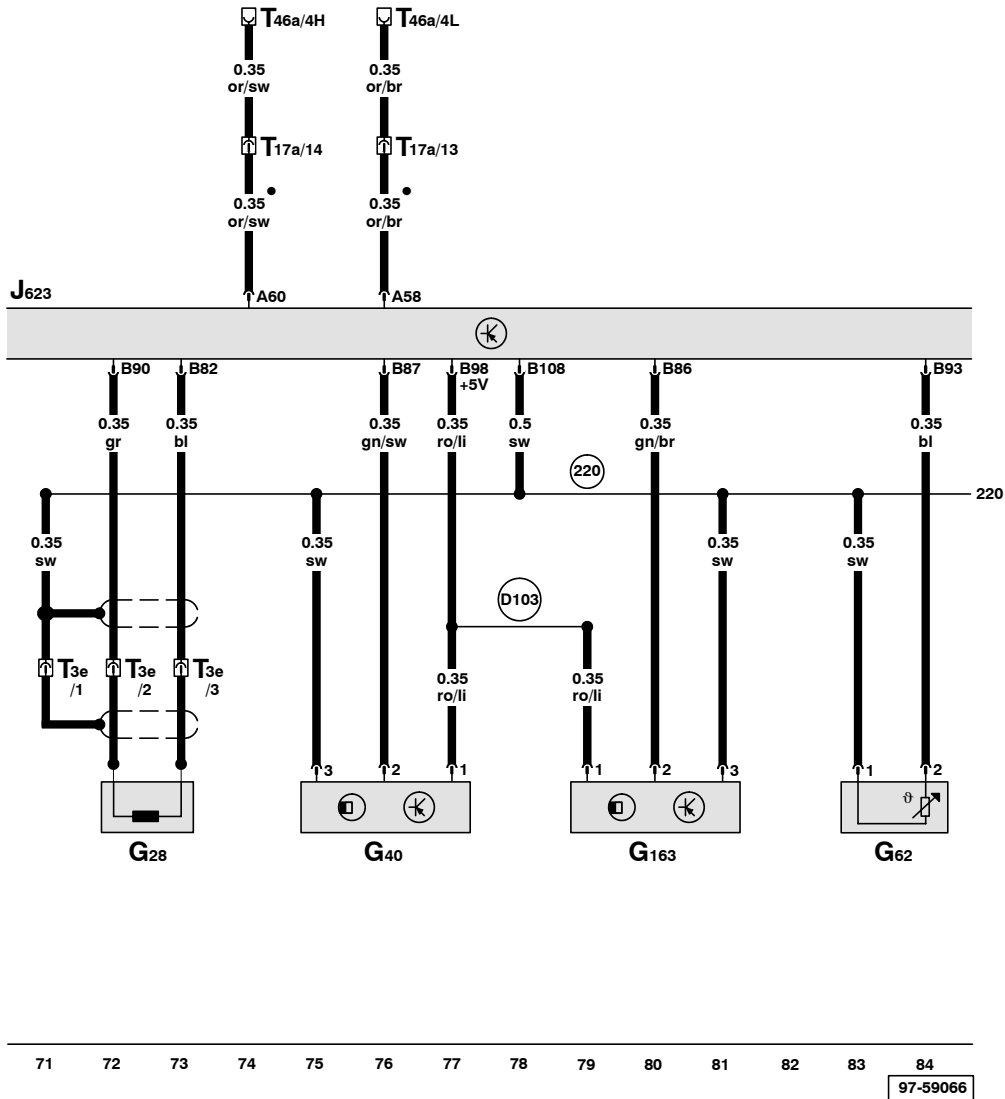 T46a/4H T46a/4L
0.35 0.35
or/sw or/br
T17a/14 T17a/13
0.35 0.35
or/sw or/br
J623
A60 A58
B90 B82 B87 B98 B108 B86 B93
+5V
0.35 0.35 0.35 0.35 0.5 0.35 0.35
gr bl gn/sw ro/li sw gn/br bl
220
220
0.35 0.35 0.35 0.35
sw sw sw sw
D103
T3e T3e T3e
/1 /2 /3
0.35 0.35
ro/li ro/li
3 2 1 1 2 3 1 2
ϑ
G28 G40 G163 G62
71 72 73 74 75 76 77 78 79 80 81 82 83 84
97-59066